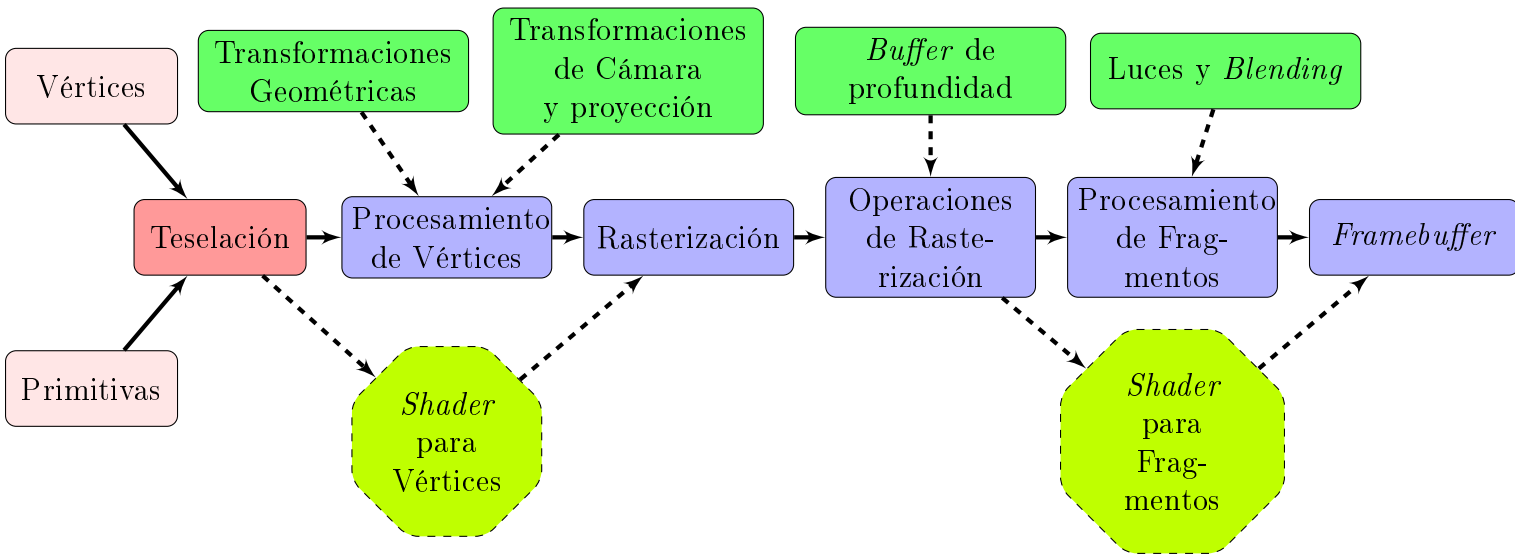 Vértices
Transformaciones
Geométricas
Transformaciones
de Cámara
y proyección
Buffer de
profundidad
Luces y Blending
Teselación
Procesamiento
de Vértices
Rasterización
Operaciones
de Raste-
rización
Procesamiento
de Frag-
mentos
Framebuffer
Primitivas
Shader
para
Vértices
Shader
para
Frag-
mentos